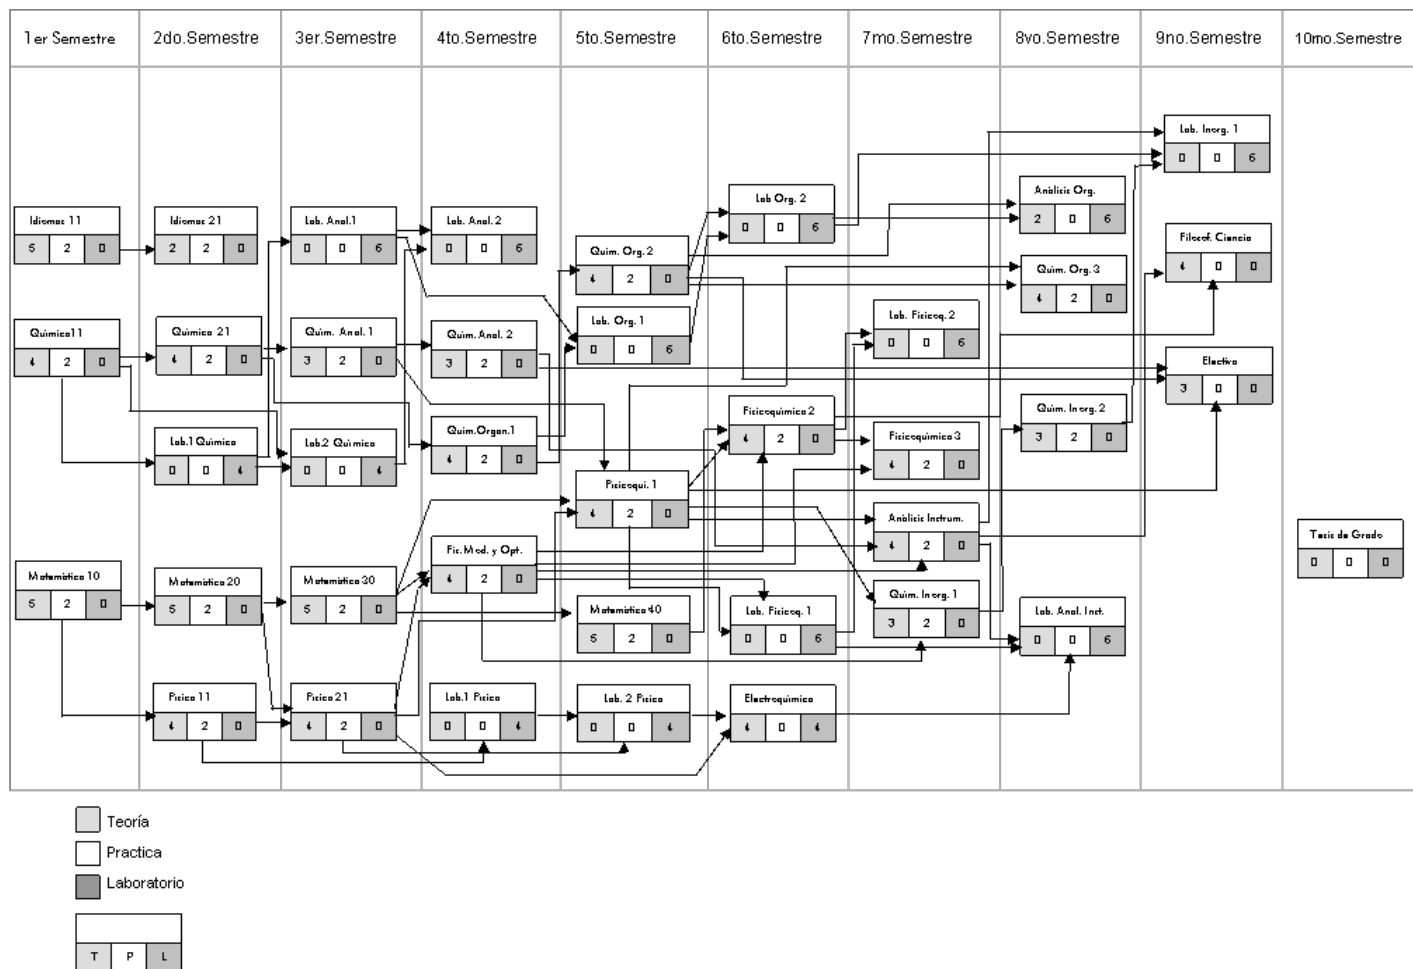 1er Semestre
2do.Semestre
3er.Semestre
4to.Semestre
5to.Semestre
6to.Semestre
7mo.Semestre
8vo.Semestre
9no.Semestre
10mo.Semestre
Idiomas 11
5 2 0
Química11
4 2 0
Matemática 10
5 2 0
Idiomas 21
2 2 0
Química 21
4 2 0
Lab.1 Química
0 0 4
Matemática 20
5 2 0
Física 11
4 2 0
Lab. Anal.1
0 0 6
Quím. Anal. 1
3 2 0
Lab.2 Química
0 0 4
Matemática 30
5 2 0
Física 21
4 2 0
Lab. Anal. 2
0 0 6
Quím. Anal. 2
3 2 0
Quim.Organ.1
4 2 0
Fis.Mod. y Opt.
4 2 0
Lab.1 Física
0 0 4
Quim. Org. 2
4 2 0
Lab. Org. 1
0 0 6
Fisicoquí. 1
4 2 0
Matemática 40
5 2 0
Lab. 2 Física
0 0 4
Lab Org. 2
0 0 6
Fisicoquímica 2
4 2 0
Lab. Fisicoq. 1
0 0 6
Electroquímica
4 0 4
Lab. Fisicoq. 2
0 0 6
Fisicoquímica 3
4 2 0
Análisis Instrum.
4 2 0
Quím. Inorg. 1
3 2 0
Análisis Org.
2 0 6
Quím. Org. 3
4 2 0
Quím. Inorg. 2
3 2 0
Lab. Anal. Inst.
0 0 6
Lab. Inorg. 1
0 0 6
Filosof. Ciencia
4 0 0
Electiva
3 0 0
Tesis de Grado
0 0 0
Teoría
Practica
Laboratorio
T P L